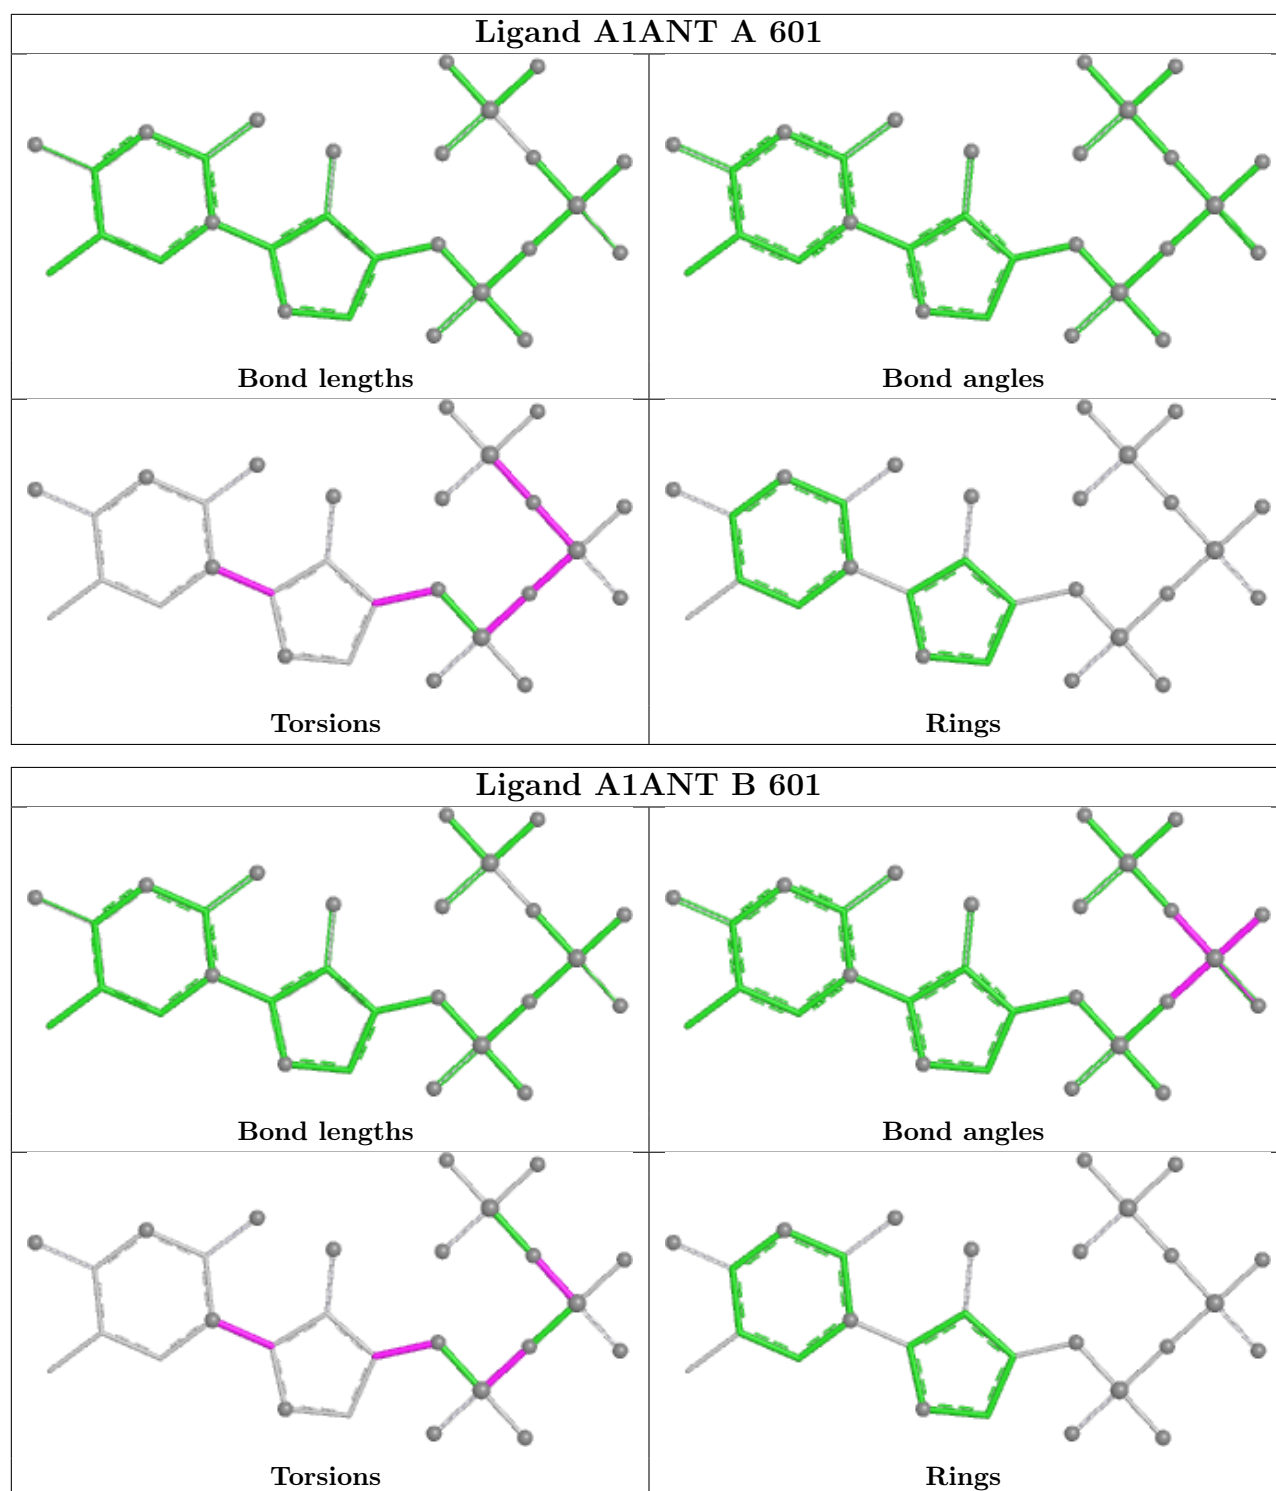 Ligand A1ANT A 601
Bond lengths
Bond angles
Torsions
Rings
Ligand A1ANT B 601
Bond lengths
Bond angles
Torsions
Rings